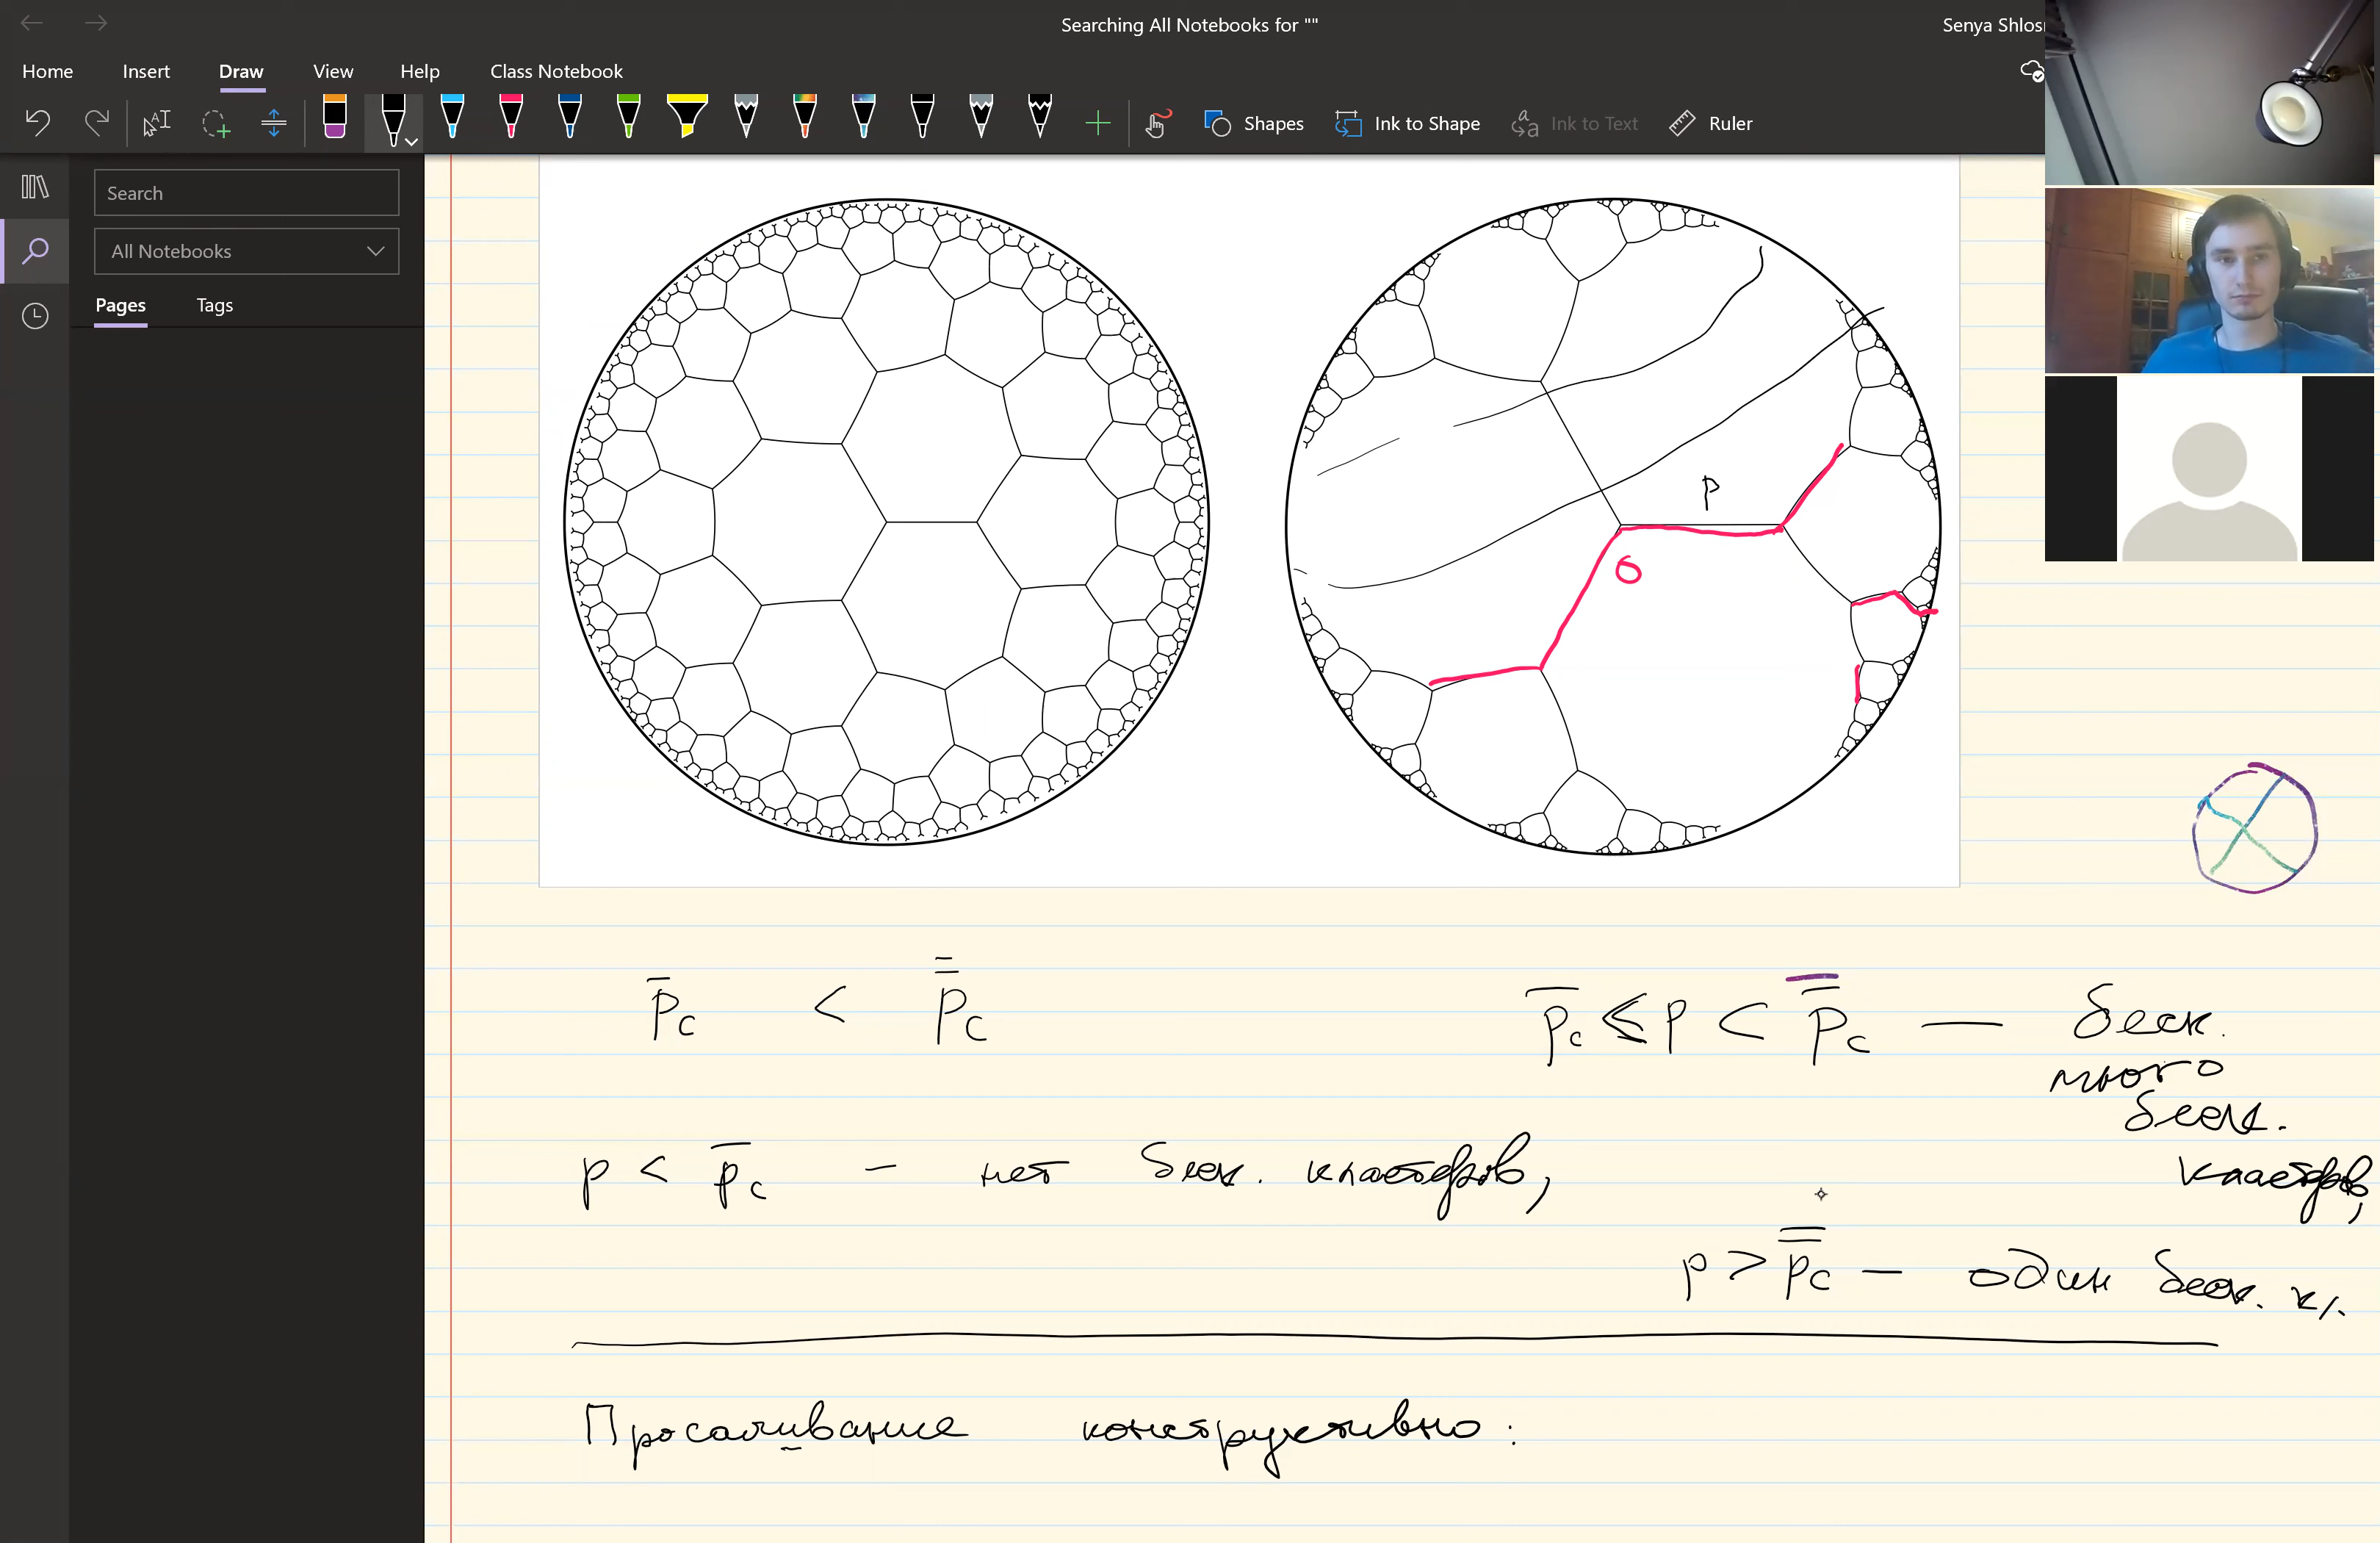 Searching All Notebooks for ""
Senya Shlos
Home Insert Draw View Help Class Notebook
Shapes Ink to Shape Ink to Text Ruler
Search
All Notebooks
Pages Tags
p
0
p̄c < p̿c
p̄c ≤ p < p̿c — беск.
много
беск.
кластеров,
p < p̄c – нет беск. кластеров,
p > p̿c – один беск. кл.
Просачивание конструктивно: